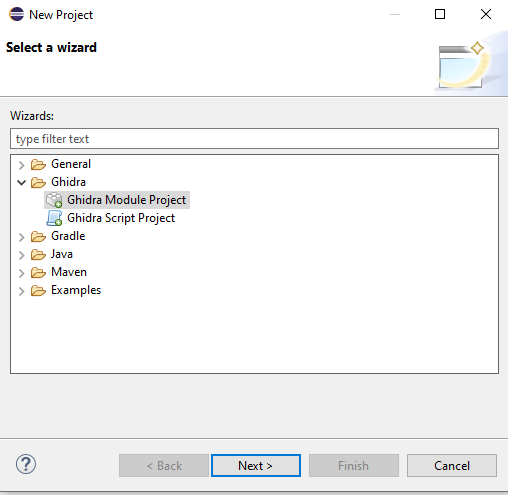 New Project
Select a wizard
Wizards:
type filter text
General
Ghidra
Ghidra Module Project
Ghidra Script Project
Gradle
Java
Maven
Examples
?
< Back
Next >
Finish
Cancel